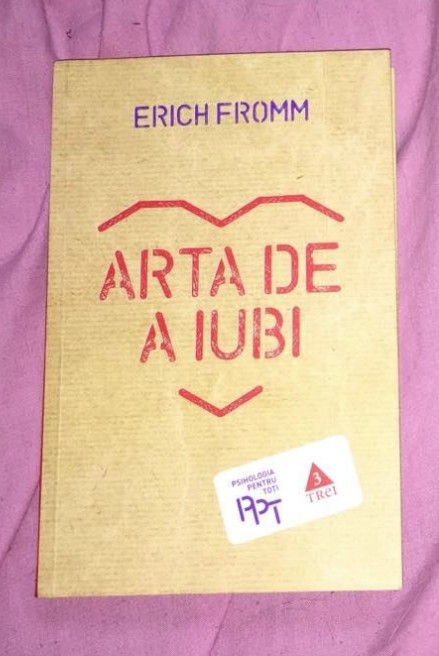 ERICH FROMM
ARTA DE
A IUBI
PSIHOLOGIA
PENTRU
TOȚI
PPT
3
TREI